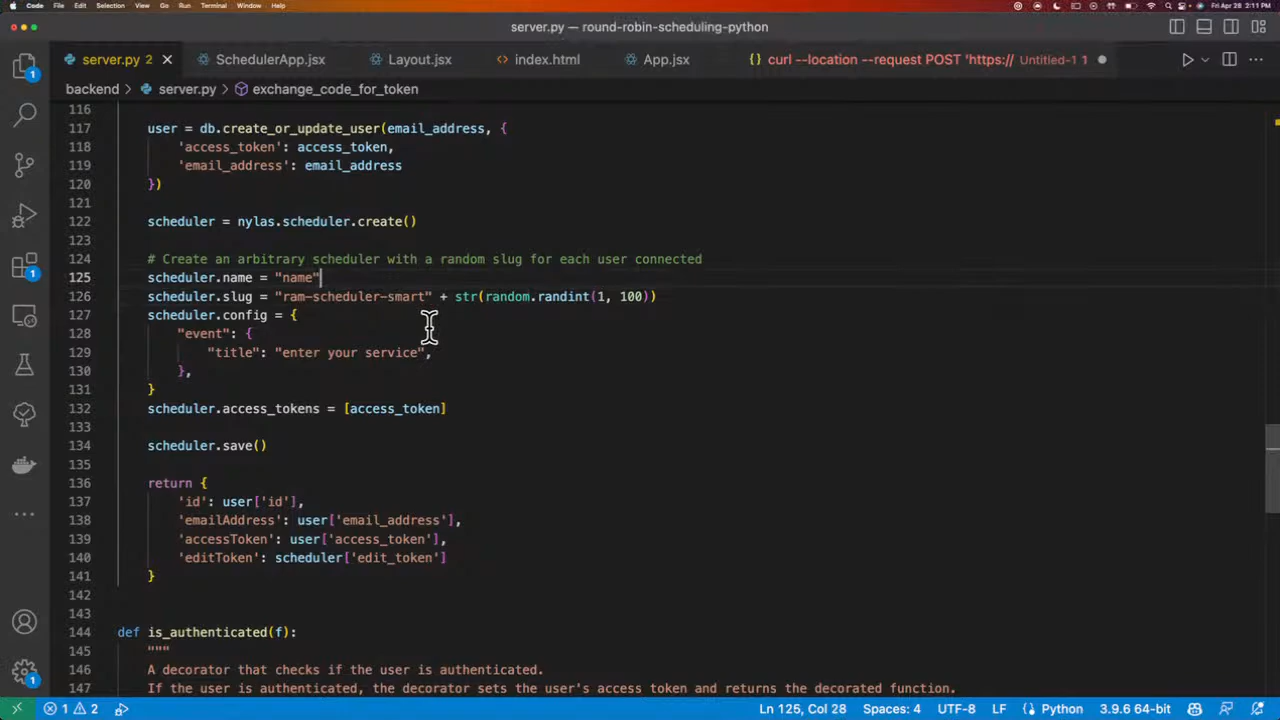 Code File Edit Selection View Go Run Terminal Window Help Fri Apr 28 2:11 PM
server.py — round-robin-scheduling-python
server.py 2 SchedulerApp.jsx Layout.jsx index.html App.jsx curl --location --request POST 'https:// Untitled-1 1
backend > server.py > exchange_code_for_token
116
117 user = db.create_or_update_user(email_address, {
118 'access_token': access_token,
119 'email_address': email_address
120 })
121
122 scheduler = nylas.scheduler.create()
123
124 # Create an arbitrary scheduler with a random slug for each user connected
125 scheduler.name = "name"
126 scheduler.slug = "ram-scheduler-smart" + str(random.randint(1, 100))
127 scheduler.config = {
128 "event": {
129 "title": "enter your service",
130 },
131 }
132 scheduler.access_tokens = [access_token]
133
134 scheduler.save()
135
136 return {
137 'id': user['id'],
138 'emailAddress': user['email_address'],
139 'accessToken': user['access_token'],
140 'editToken': scheduler['edit_token']
141 }
142
143
144 def is_authenticated(f):
145 """
146 A decorator that checks if the user is authenticated.
147 If the user is authenticated, the decorator sets the user's access token and returns the decorated function.
1 2 Ln 125, Col 28 Spaces: 4 UTF-8 LF { } Python 3.9.6 64-bit